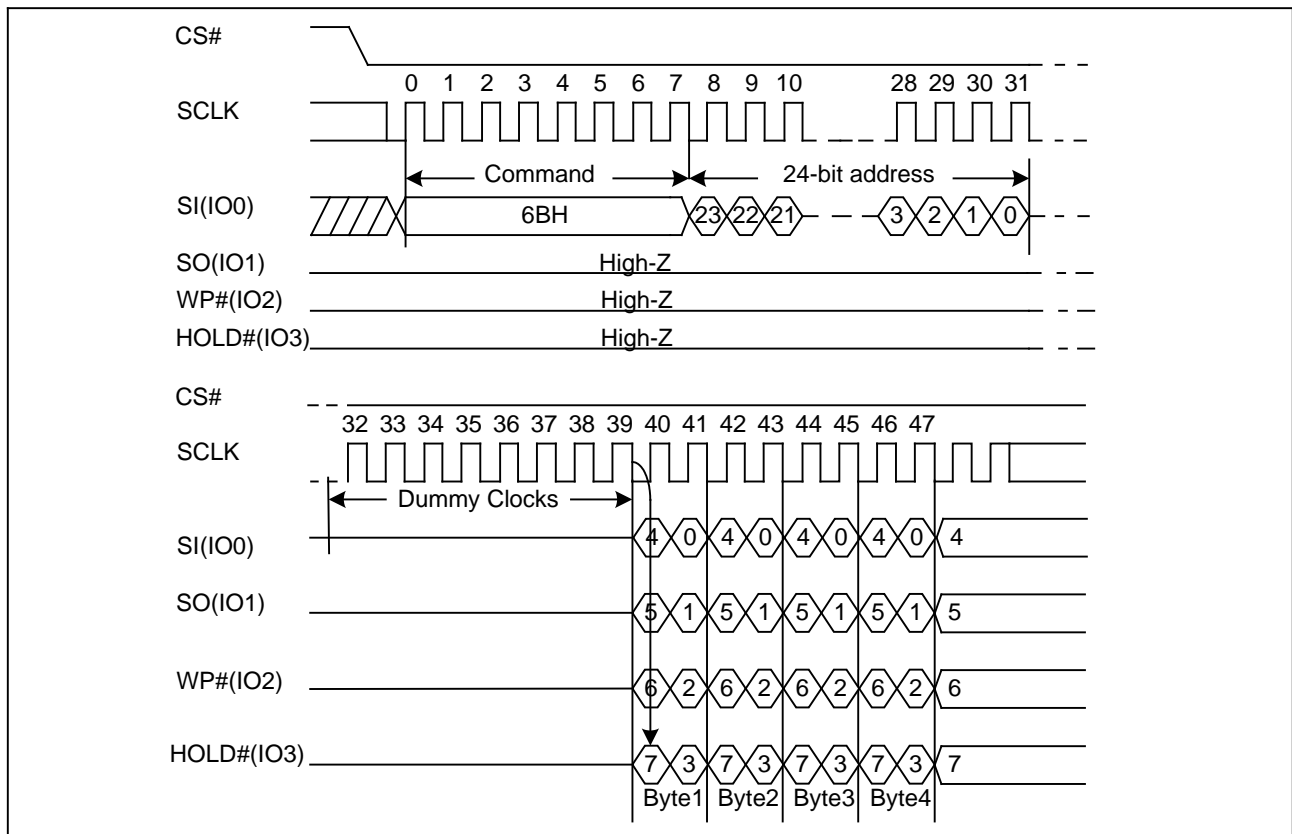 CS#
0 1 2 3 4 5 6 7 8 9 10 28 29 30 31
SCLK
Command 24-bit address
SI(IO0) 6BH 23 22 21 3 2 1 0
SO(IO1) High-Z
WP#(IO2) High-Z
HOLD#(IO3) High-Z
CS#
32 33 34 35 36 37 38 39 40 41 42 43 44 45 46 47
SCLK
Dummy Clocks
SI(IO0) 4 0 4 0 4 0 4 0 4
SO(IO1) 5 1 5 1 5 1 5 1 5
WP#(IO2) 6 2 6 2 6 2 6 2 6
HOLD#(IO3) 7 3 7 3 7 3 7 3 7
Byte1 Byte2 Byte3 Byte4